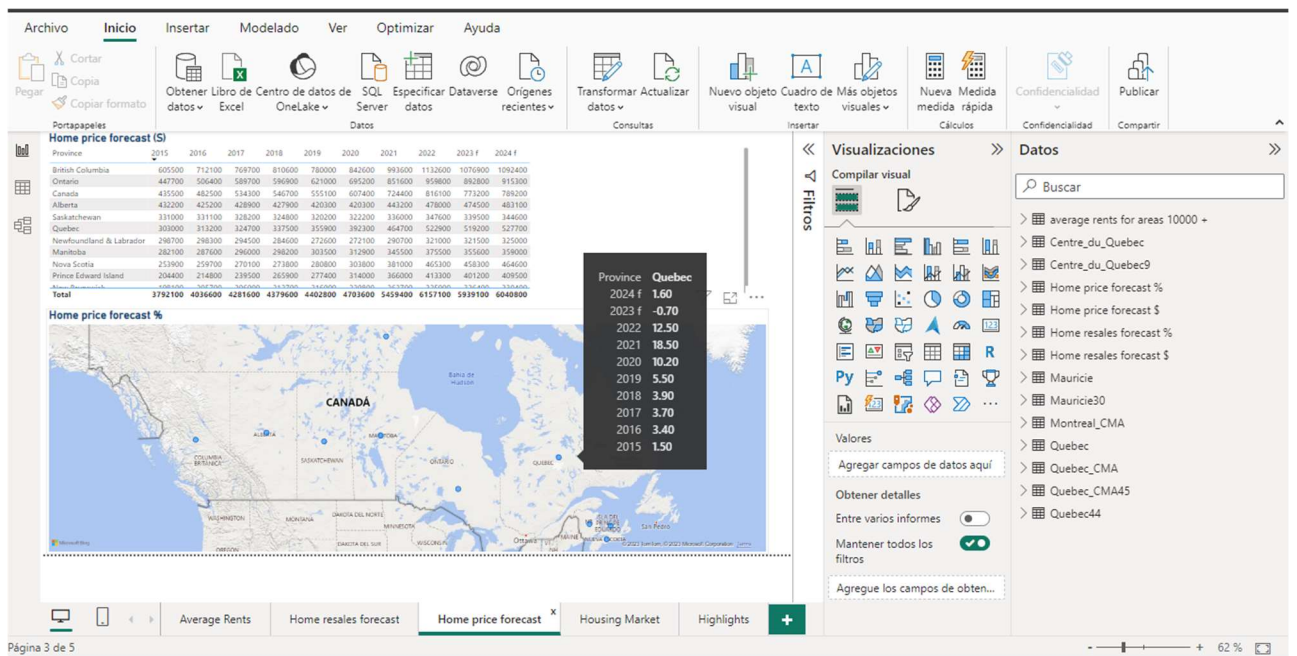 Archivo Inicio Insertar Modelado Ver Optimizar Ayuda
Pegar
Cortar
Copia
Copiar formato
Portapapeles
Obtener datos
Libro de Excel
Centro de datos de OneLake
SQL Server
Especificar datos
Dataverse
Orígenes recientes
Datos
Transformar datos
Actualizar
Consultas
Nuevo objeto visual
Cuadro de texto
Más objetos visuales
Insertar
Nueva medida
Medida rápida
Cálculos
Confidencialidad
Confidencialidad
Publicar
Compartir
Home price forecast (S)
Province 2015 2016 2017 2018 2019 2020 2021 2022 2023 f 2024 f
British Columbia 605500 712100 769700 810600 780000 842600 993600 1132600 1076900 1092400
Ontario 447700 506400 589700 596900 621000 695200 851600 959800 892800 915300
Canada 435500 482500 534300 546700 555100 607400 724400 816100 773200 789200
Alberta 432200 425200 428900 427900 420300 420300 443200 478000 474500 483100
Saskatchewan 331000 331100 328200 324800 320200 322200 336000 347600 339500 344600
Quebec 303000 313200 324700 337500 355900 392300 464700 522900 519200 527700
Newfoundland & Labrador 298700 298300 294500 284600 272600 272100 290700 321000 321500 325000
Manitoba 282100 287600 296000 298200 303500 312900 345500 375500 355600 359000
Nova Scotia 253900 259700 270100 273800 280800 303800 381000 465300 458300 464600
Prince Edward Island 204400 214800 239500 265900 277400 314000 366000 413300 401200 409500
Total 3792100 4036600 4281600 4379600 4402800 4703600 5459400 6157100 5939100 6040800
Home price forecast %
Bahía de Hudson
CANADÁ
ALBERTA
MANITOBA
COLUMBIA BRITÁNICA
SASKATCHEWAN
ONTARIO
QUEBEC
WASHINGTON
MONTANA
DAKOTA DEL NORTE
MINNESOTA
DAKOTA DEL SUR
WISCONSIN
OREGON
Ottawa
MAINE
San Pedro
Microsoft Bing
Province Quebec
2024 f 1.60
2023 f -0.70
2022 12.50
2021 18.50
2020 10.20
2019 5.50
2018 3.90
2017 3.70
2016 3.40
2015 1.50
Filtros
Visualizaciones
Compilar visual
123
R
Py
Valores
Agregar campos de datos aquí
Obtener detalles
Entre varios informes
Mantener todos los
filtros
Agregue los campos de obten...
Datos
Buscar
average rents for areas 10000 +
Centre_du_Quebec
Centre_du_Quebec9
Home price forecast %
Home price forecast $
Home resales forecast %
Home resales forecast $
Mauricie
Mauricie30
Montreal_CMA
Quebec
Quebec_CMA
Quebec_CMA45
Quebec44
Average Rents
Home resales forecast
Home price forecast x
Housing Market
Highlights
+
Página 3 de 5
- + 62 %